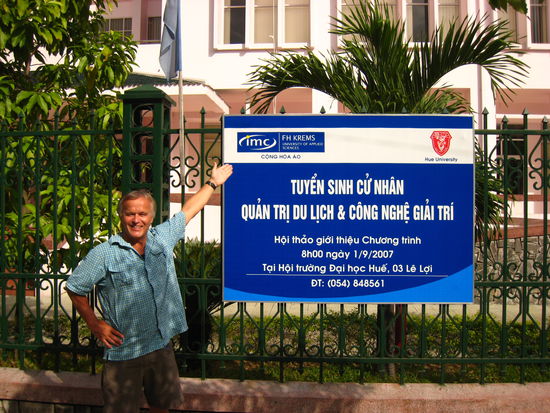 imc
FH KREMS
UNIVERSITY OF APPLIED
SCIENCES
CỘNG HÒA ÁO
Hue University
TUYỂN SINH CỬ NHÂN
QUẢN TRỊ DU LỊCH & CÔNG NGHỆ GIẢI TRÍ
Hội thảo giới thiệu Chương trình
8h00 ngày 1/9/2007
Tại Hội trường Đại học Huế, 03 Lê Lợi
ĐT: (054) 848561